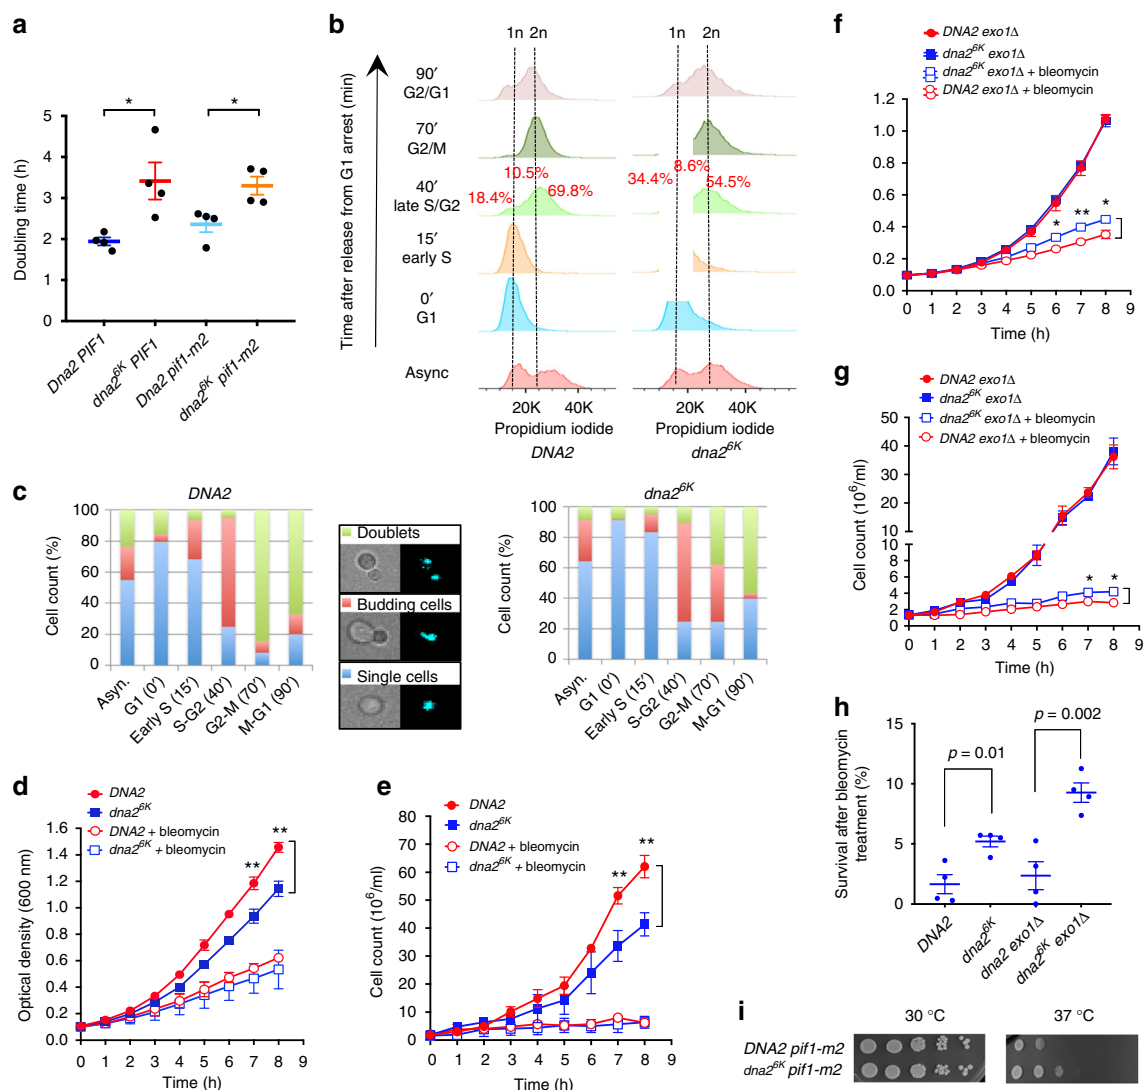 a
*
*
5
4
3
2
1
0
Doubling time (h)
Dna2 PIF1
dna2^6K PIF1
Dna2 pif1-m2
dna2^6K pif1-m2
b
Time after release from G1 arrest (min)
1n 2n
1n 2n
90′
G2/G1
70′
G2/M
40′
late S/G2
15′
early S
0′
G1
Async
18.4%
10.5%
69.8%
34.4%
8.6%
54.5%
20K 40K
20K 40K
Propidium iodide
Propidium iodide
DNA2
dna2^6K
c
DNA2
Cell count (%)
100
80
60
40
20
0
Asyn.
G1 (0′)
Early S (15′)
S-G2 (40′)
G2-M (70′)
M-G1 (90′)
Doublets
Budding cells
Single cells
dna2^6K
Cell count (%)
100
80
60
40
20
0
Asyn.
G1 (0′)
Early S (15′)
S-G2 (40′)
G2-M (70′)
M-G1 (90′)
d
DNA2
dna2^6K
DNA2 + bleomycin
dna2^6K + bleomycin
**
**
Optical density (600 nm)
1.6
1.4
1.2
1.0
0.8
0.6
0.4
0.2
0.0
0 1 2 3 4 5 6 7 8 9
Time (h)
e
DNA2
dna2^6K
DNA2 + bleomycin
dna2^6K + bleomycin
**
**
Cell count (10^6/ml)
80
70
60
50
40
30
20
10
0
0 1 2 3 4 5 6 7 8 9
Time (h)
f
DNA2 exo1Δ
dna2^6K exo1Δ
dna2^6K exo1Δ + bleomycin
DNA2 exo1Δ + bleomycin
1.2
1.0
0.8
0.6
0.4
0.2
0.0
* ** *
0 1 2 3 4 5 6 7 8 9
Time (h)
g
DNA2 exo1Δ
dna2^6K exo1Δ
dna2^6K exo1Δ + bleomycin
DNA2 exo1Δ + bleomycin
Cell count (10^6/ml)
50
40
30
20
10
8
6
4
2
0
* *
0 1 2 3 4 5 6 7 8 9
Time (h)
h
Survival after bleomycin
treatment (%)
15
10
5
0
p = 0.01
p = 0.002
DNA2
dna2^6K
dna2 exo1Δ
dna2^6K exo1Δ
i
30 °C 37 °C
DNA2 pif1-m2
dna2^6K pif1-m2